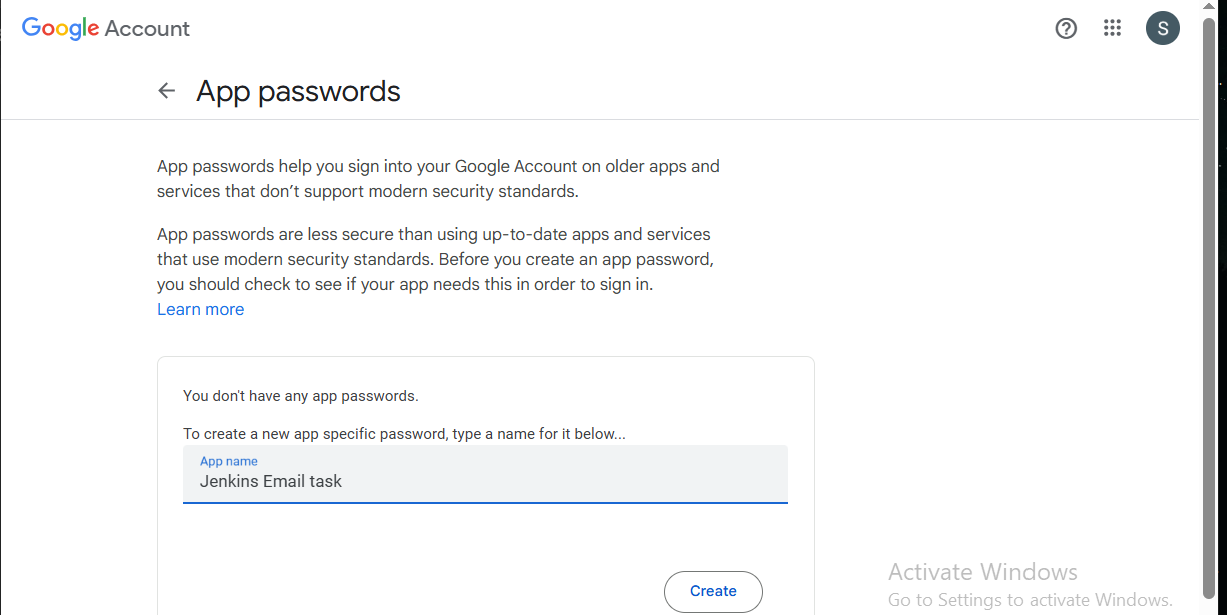 Google Account
S
App passwords
App passwords help you sign into your Google Account on older apps and
services that don’t support modern security standards.
App passwords are less secure than using up-to-date apps and services
that use modern security standards. Before you create an app password,
you should check to see if your app needs this in order to sign in.
Learn more
You don't have any app passwords.
To create a new app specific password, type a name for it below...
App name
Jenkins Email task
Create
Activate Windows
Go to Settings to activate Windows.